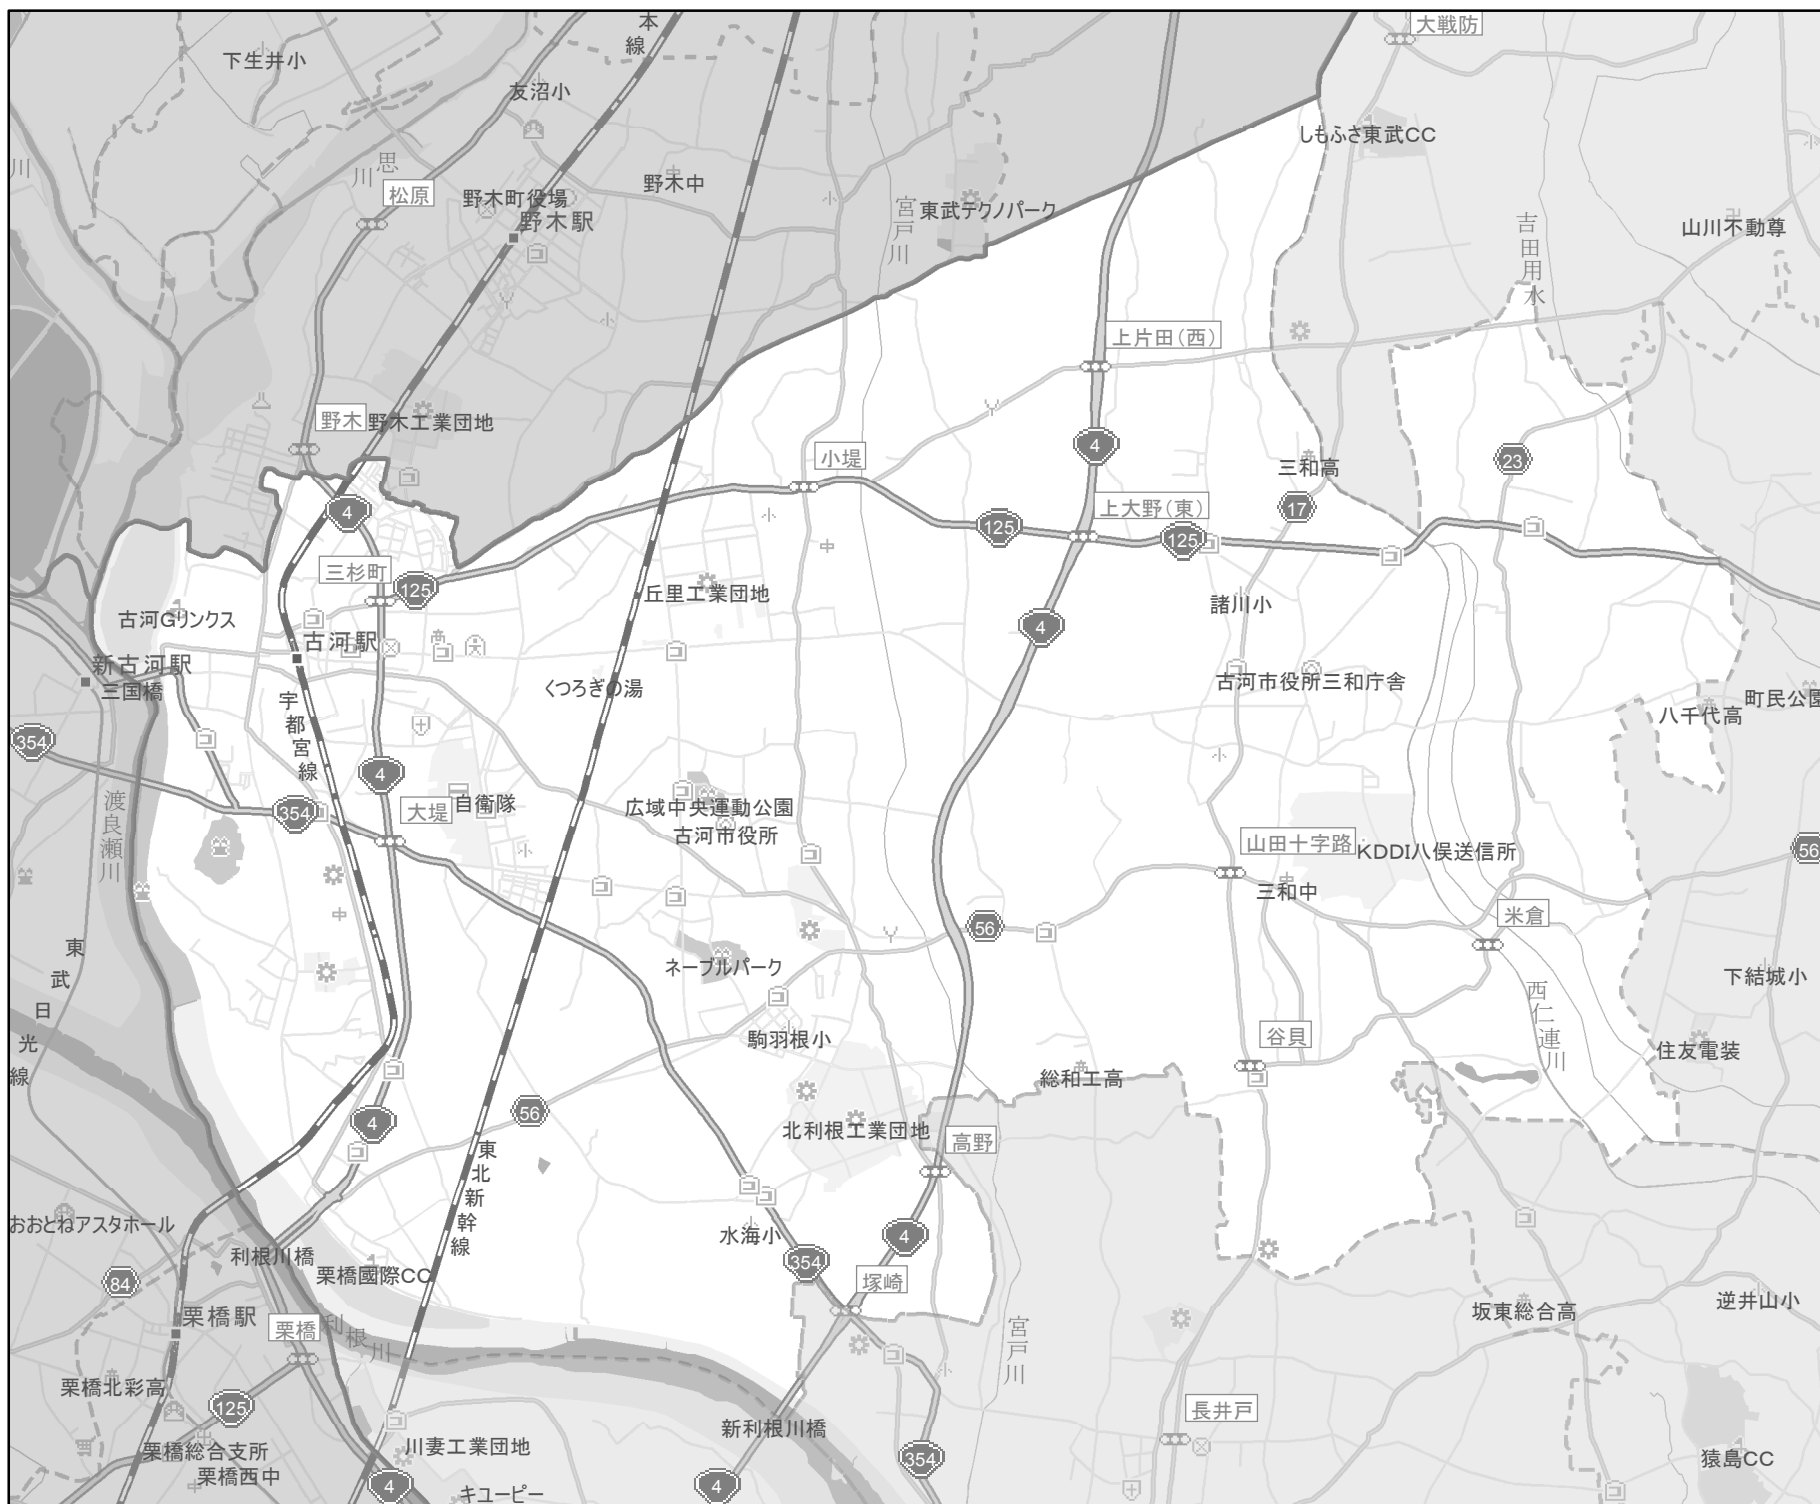 本線
大戦防
下生井小
友沼小
しもふさ東武CC
川
思川
松原
野木中
野木町役場
野木駅
宮戸川
東武テクノパーク
吉田用水
山川不動尊
上片田(西)
野木
野木工業団地
小堤
4
三和高
23
4
125
上大野(東)
17
125
三杉町
125
丘里工業団地
諸川小
古河Gリンクス
4
古河駅
新古河駅
三国橋
くつろぎの湯
古河市役所三和庁舎
町民公園
八千代高
宇都宮線
354
4
渡良瀬川
354
大堤
自衛隊
広域中央運動公園
古河市役所
山田十字路
KDDI八俣送信所
56
三和中
米倉
56
東武日光線
ネーブルパーク
下結城小
西仁連川
駒羽根小
谷貝
住友電装
総和工高
56
4
北利根工業団地
高野
東北新幹線
おおとねアスタホール
利根川橋
水海小
4
354
栗橋國際CC
84
塚崎
栗橋駅
栗橋
利根川
坂東総合高
逆井山小
宮戸川
栗橋北彩高
125
新利根川橋
長井戸
栗橋総合支所
川妻工業団地
354
猿島CC
栗橋西中
4
キユーピー
4